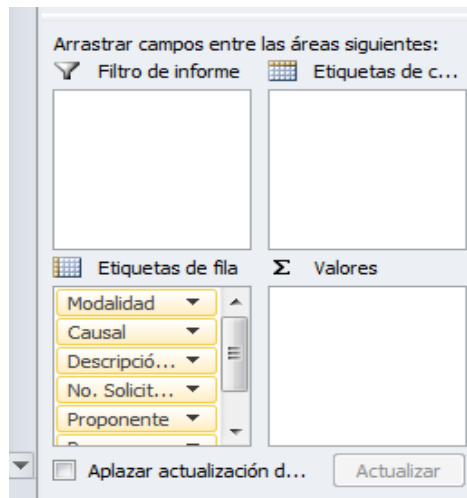 Arrastrar campos entre las áreas siguientes:
Filtro de informe
Etiquetas de c...
Etiquetas de fila
Σ Valores
Modalidad
Causal
Descripció...
No. Solicit...
Proponente
Aplazar actualización d...
Actualizar